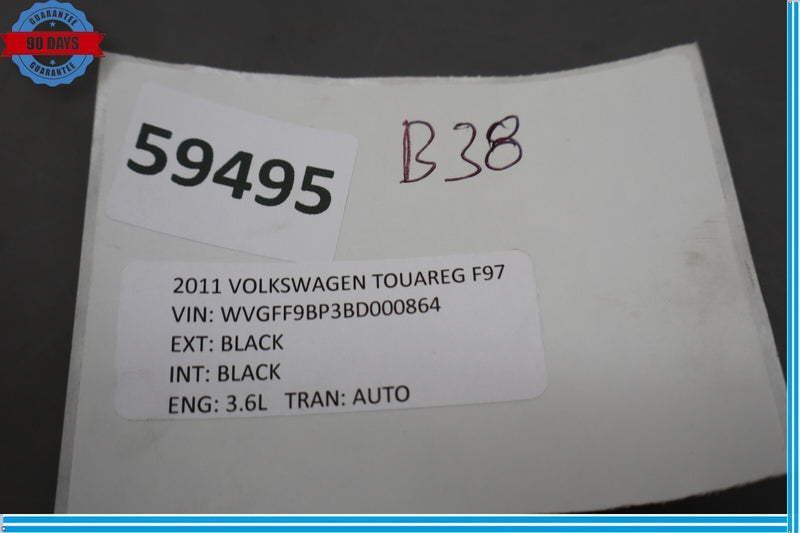 GUARANTEE
90 DAYS
GUARANTEE
59495
B38
2011 VOLKSWAGEN TOUAREG F97
VIN: WVGFF9BP3BD000864
EXT: BLACK
INT: BLACK
ENG: 3.6L TRAN: AUTO